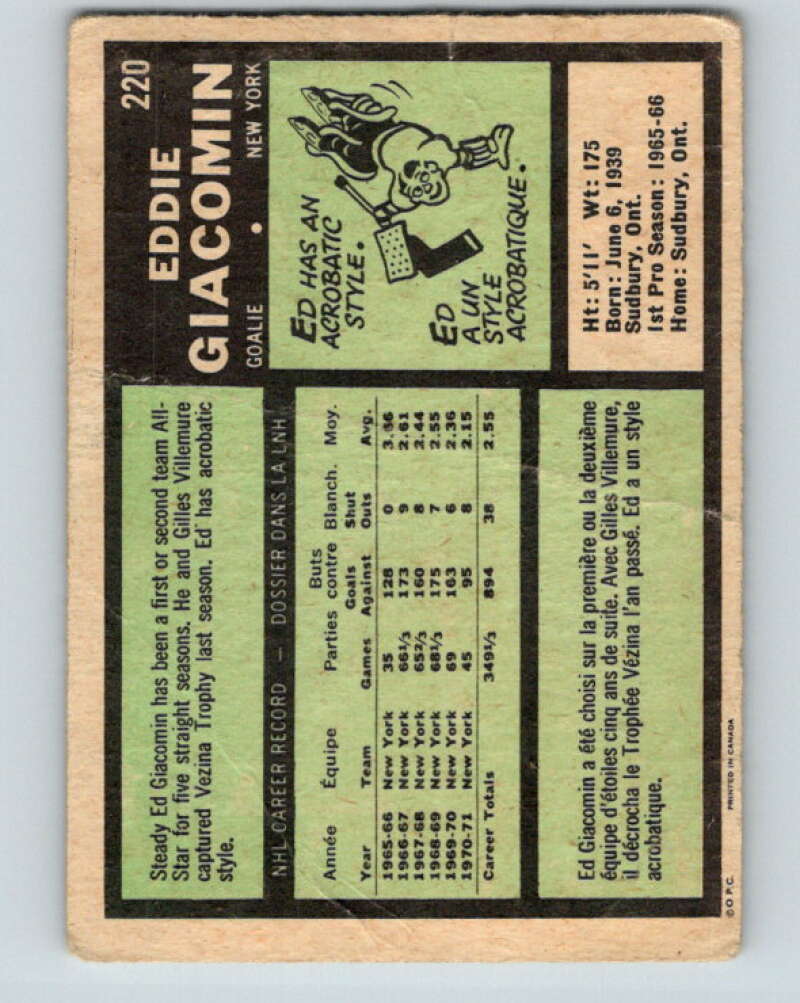 220
EDDIE
GIACOMIN
GOALIE • NEW YORK
Steady Ed Giacomin has been a first or second team All-
Star for five straight seasons. He and Gilles Villemure
captured Vezina Trophy last season. Ed has acrobatic
style.
ED HAS AN
ACROBATIC
STYLE.
ED
A UN
STYLE
ACROBATIQUE.
NHL CAREER RECORD — DOSSIER DANS LA LNH
Année Équipe Parties Buts contre Blanch. Moy.
Year Team Games Goals Against Shut Outs Avg.
1965-66 New York 35 128 0 3.66
1966-67 New York 66⅓ 173 9 2.61
1967-68 New York 65⅔ 160 8 2.44
1968-69 New York 68⅓ 175 7 2.55
1969-70 New York 69 163 6 2.36
1970-71 New York 45 95 8 2.15
Career Totals 349⅓ 894 38 2.55
Ht: 5'11' Wt: 175
Born: June 6, 1939
Sudbury, Ont.
1st Pro Season: 1965-66
Home: Sudbury, Ont.
Ed Giacomin a été choisi sur la première ou la deuxième
équipe d'étoiles cinq ans de suite. Avec Gilles Villemure,
il décrocha le Trophée Vézina l'an passé. Ed a un style
acrobatique.
© O.P.C. PRINTED IN CANADA